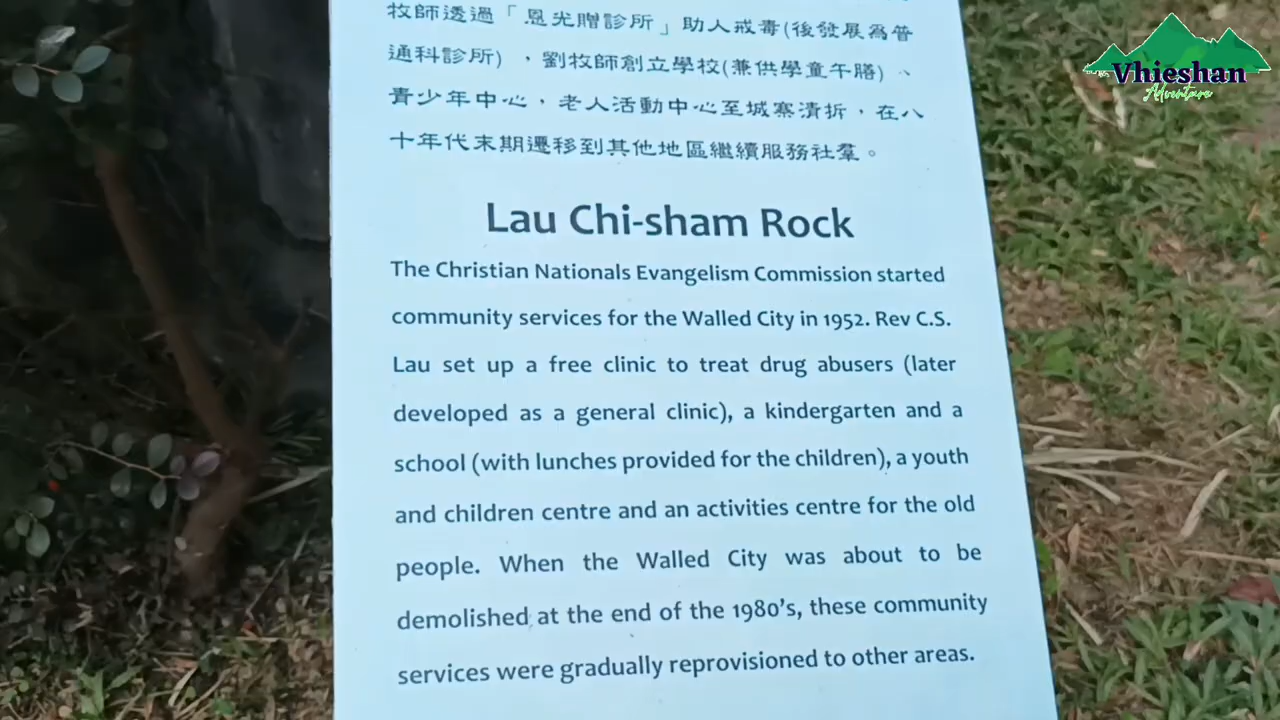 牧師透過「恩光贈診所」助人戒毒(後發展為普
通科診所)，劉牧師創立學校(兼供學童午膳)、
青少年中心，老人活動中心至城寨清拆，在八
十年代末期遷移到其他地區繼續服務社羣。
Lau Chi-sham Rock
The Christian Nationals Evangelism Commission started
community services for the Walled City in 1952. Rev C.S.
Lau set up a free clinic to treat drug abusers (later
developed as a general clinic), a kindergarten and a
school (with lunches provided for the children), a youth
and children centre and an activities centre for the old
people. When the Walled City was about to be
demolished at the end of the 1980's, these community
services were gradually reprovisioned to other areas.
Vhieshan
Adventure